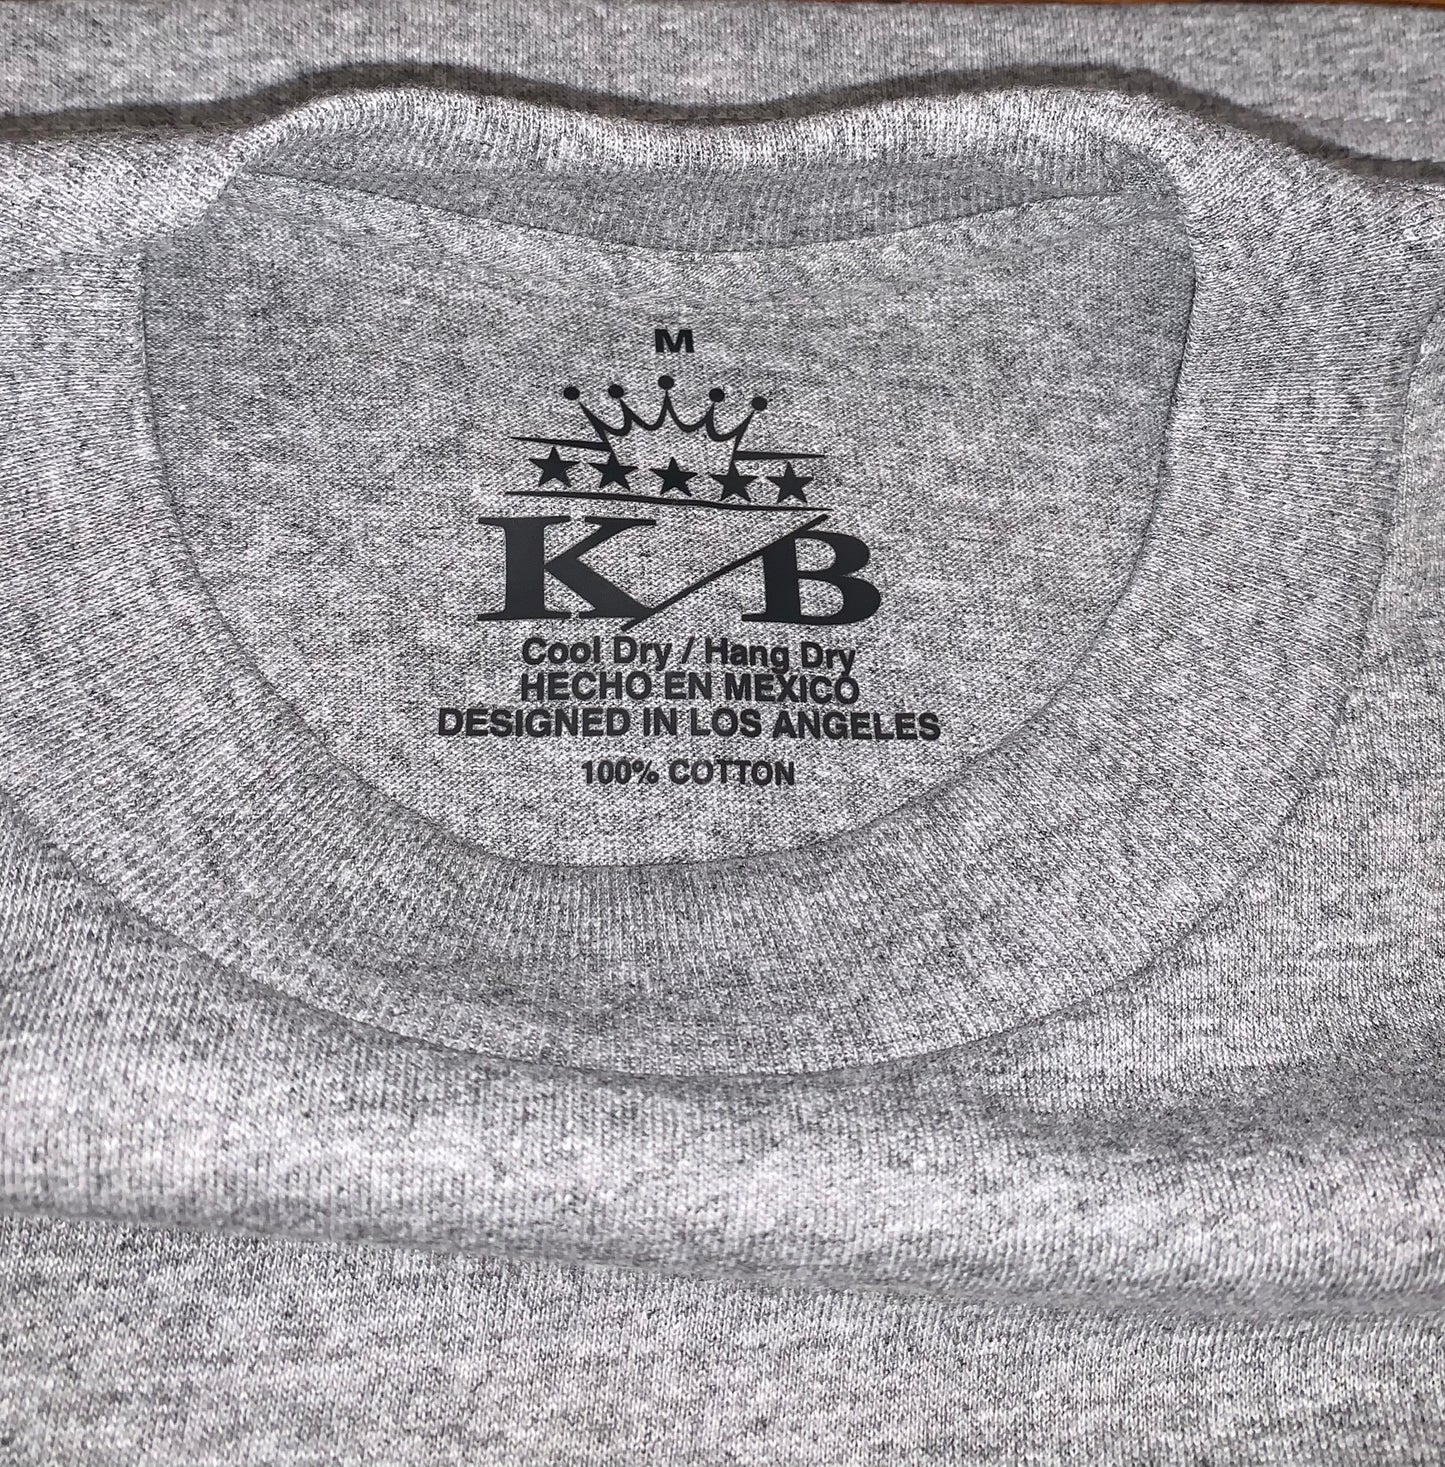 M
K/B
Cool Dry / Hang Dry
HECHO EN MEXICO
DESIGNED IN LOS ANGELES
100% COTTON